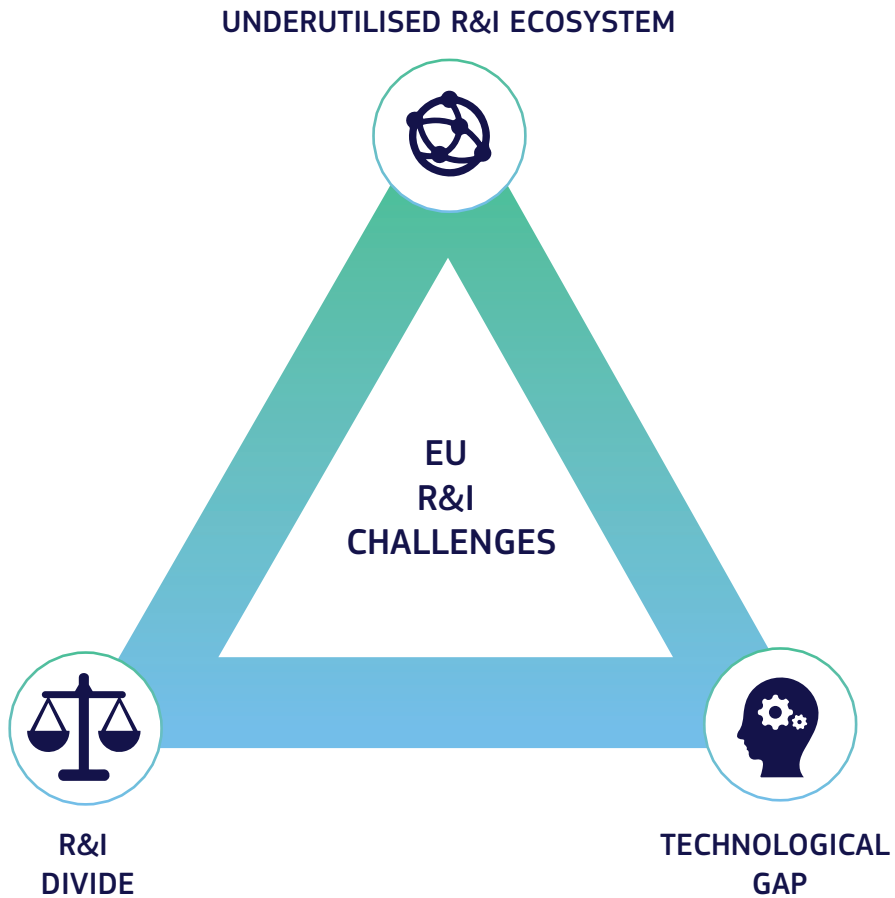 UNDERUTILISED R&I ECOSYSTEM
EU
R&I
CHALLENGES
R&I
DIVIDE
TECHNOLOGICAL
GAP